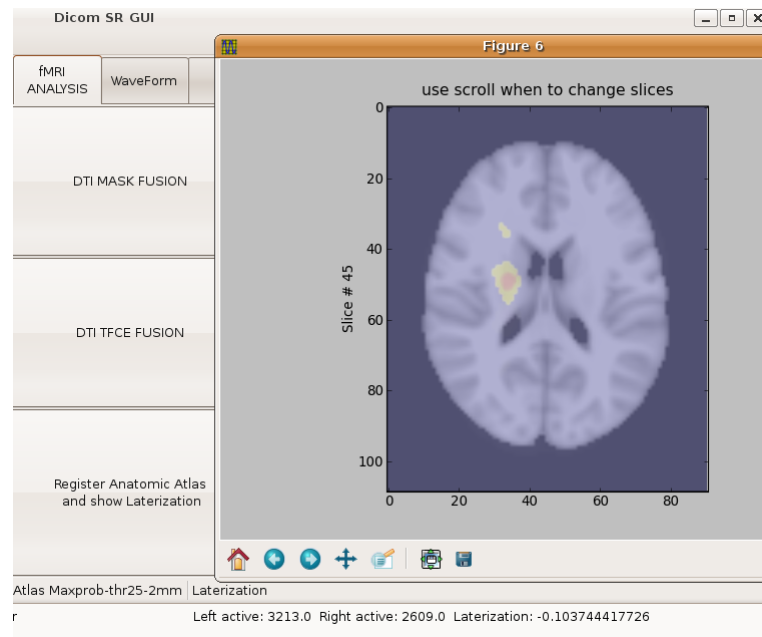 Dicom SR GUI
Figure 6
fMRI
ANALYSIS
WaveForm
DTI MASK FUSION
DTI TFCE FUSION
Register Anatomic Atlas
and show Laterization
use scroll when to change slices
0
20
40
60
80
100
Slice # 45
0 20 40 60 80
Atlas Maxprob-thr25-2mm Laterization
r Left active: 3213.0 Right active: 2609.0 Laterization: -0.103744417726